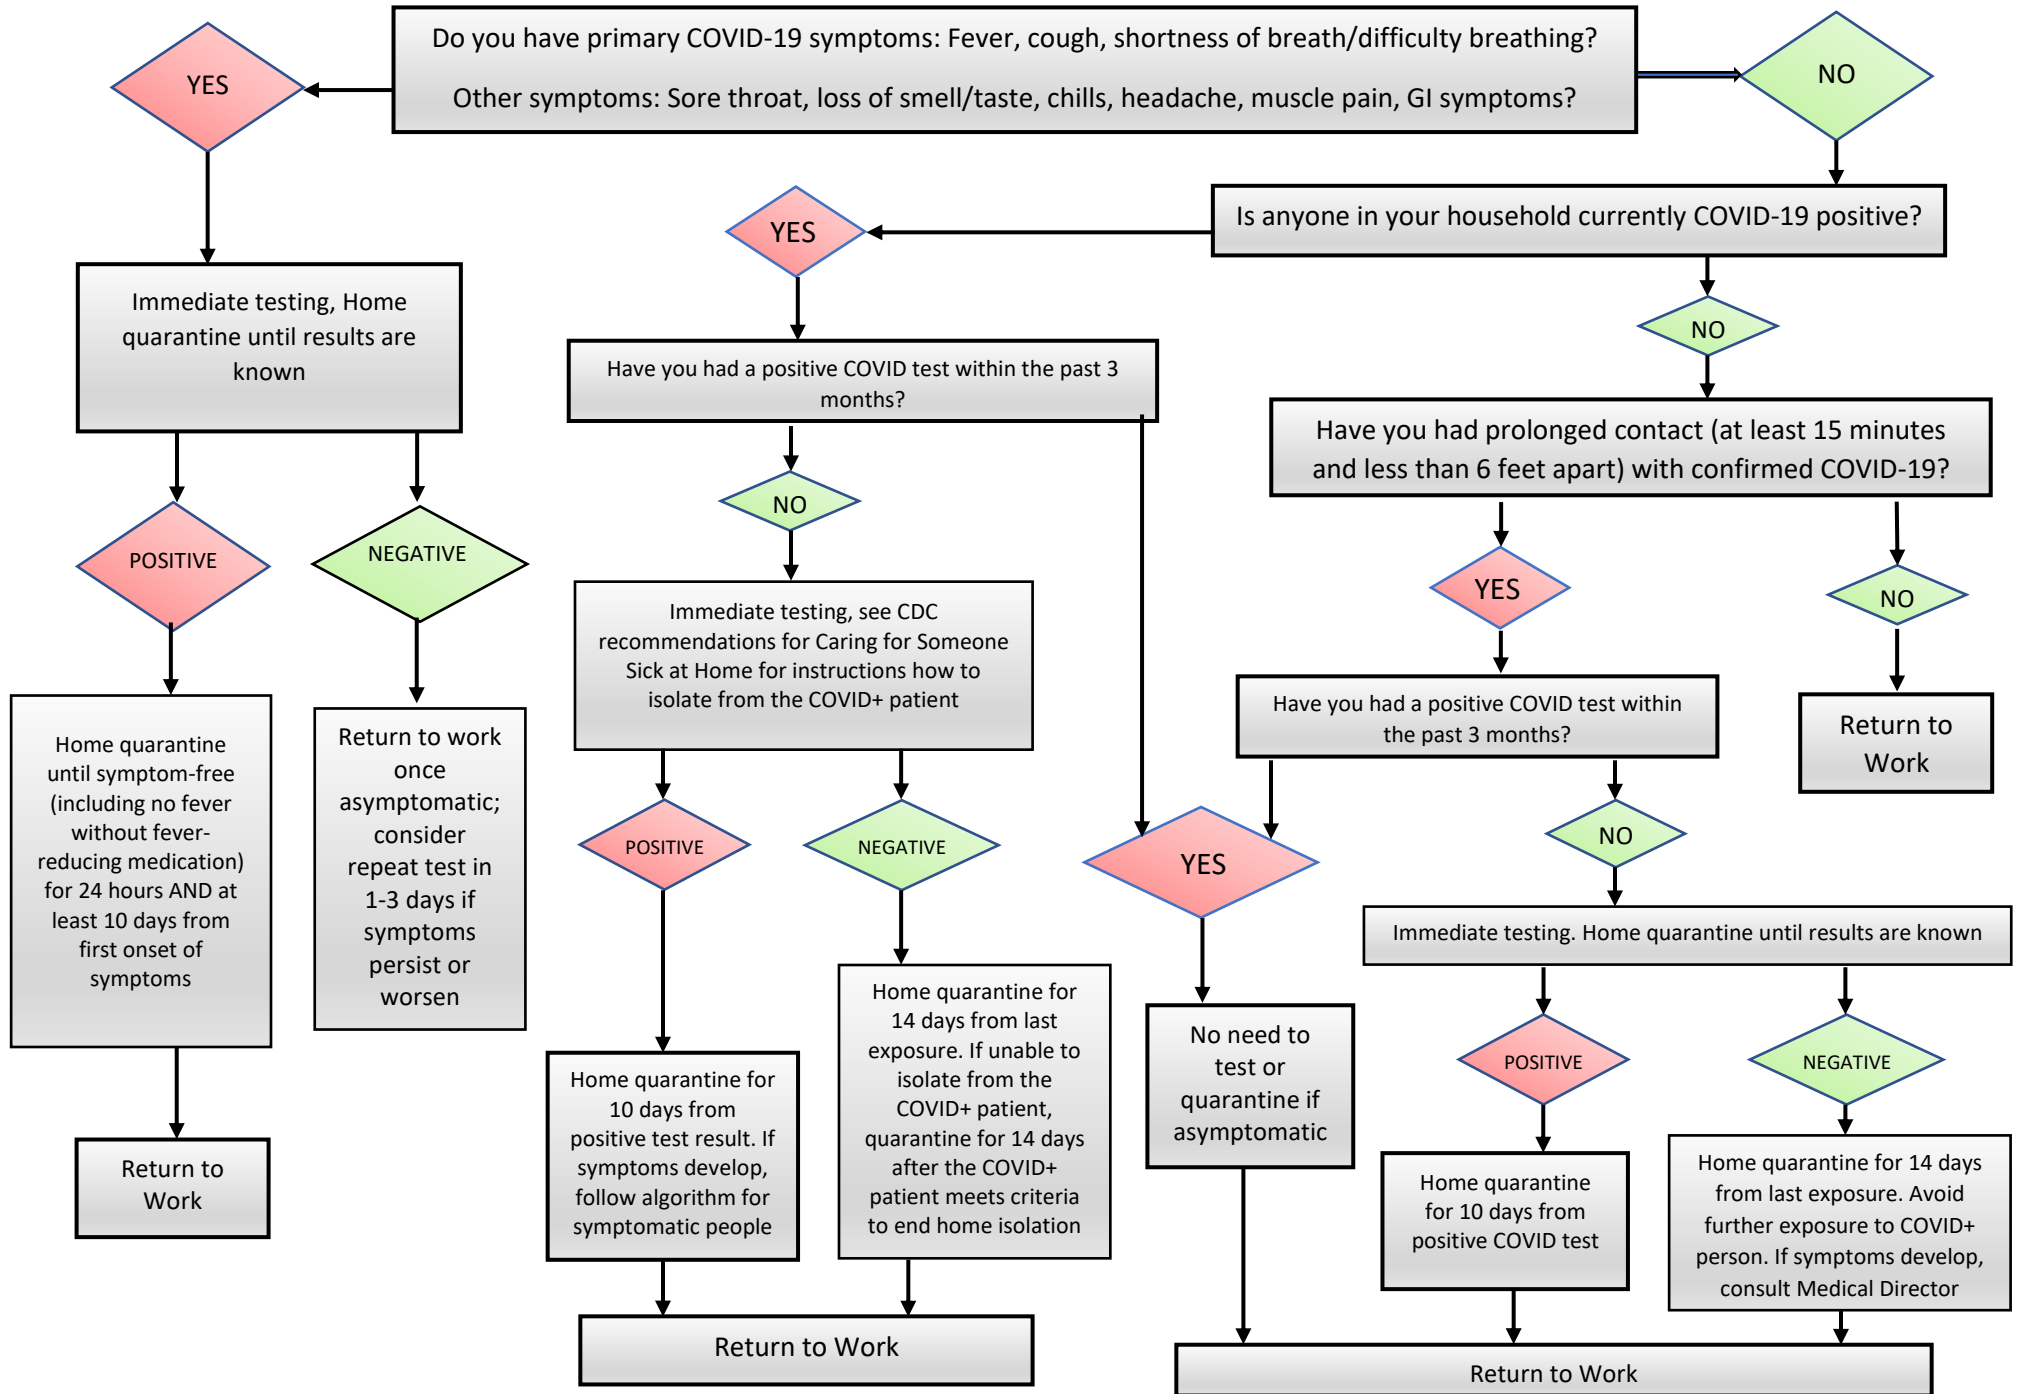 Do you have primary COVID-19 symptoms: Fever, cough, shortness of breath/difficulty breathing?
Other symptoms: Sore throat, loss of smell/taste, chills, headache, muscle pain, GI symptoms?
YES
NO
Is anyone in your household currently COVID-19 positive?
YES
NO
Immediate testing, Home
quarantine until results are
known
POSITIVE
NEGATIVE
Home quarantine
until symptom-free
(including no fever
without fever-
reducing medication)
for 24 hours AND at
least 10 days from
first onset of
symptoms
Return to
Work
Return to work
once
asymptomatic;
consider
repeat test in
1-3 days if
symptoms
persist or
worsen
Have you had a positive COVID test within the past 3
months?
NO
Immediate testing, see CDC
recommendations for Caring for Someone
Sick at Home for instructions how to
isolate from the COVID+ patient
POSITIVE
NEGATIVE
Home quarantine for
10 days from
positive test result. If
symptoms develop,
follow algorithm for
symptomatic people
Home quarantine for
14 days from last
exposure. If unable to
isolate from the
COVID+ patient,
quarantine for 14 days
after the COVID+
patient meets criteria
to end home isolation
Return to Work
Have you had prolonged contact (at least 15 minutes
and less than 6 feet apart) with confirmed COVID-19?
YES
NO
Return to
Work
Have you had a positive COVID test within
the past 3 months?
YES
NO
No need to
test or
quarantine if
asymptomatic
Immediate testing. Home quarantine until results are known
POSITIVE
NEGATIVE
Home quarantine
for 10 days from
positive COVID test
Home quarantine for 14 days
from last exposure. Avoid
further exposure to COVID+
person. If symptoms develop,
consult Medical Director
Return to Work